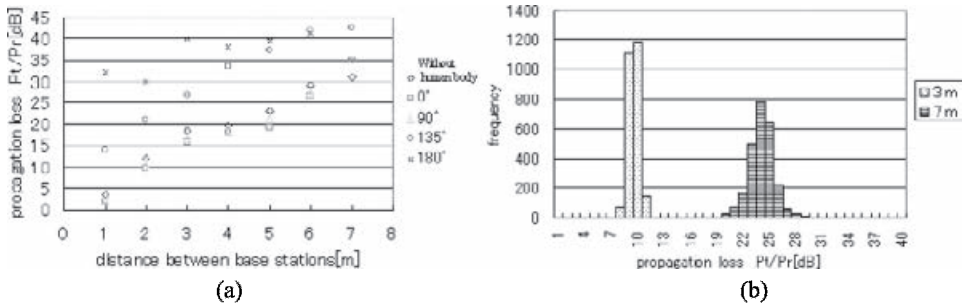 (a)
propagation loss Pt/Pr[dB]
45
40
35
30
25
20
15
10
5
0
0 1 2 3 4 5 6 7 8
distance between base stations[m]
Without
human body
0°
90°
135°
180°
(a)
(b)
frequency
1400
1200
1000
800
600
400
200
0
1 4 7 10 13 16 19 22 25 28 31 34 37 40
propagation loss Pt/Pr[dB]
3m
7m
(b)